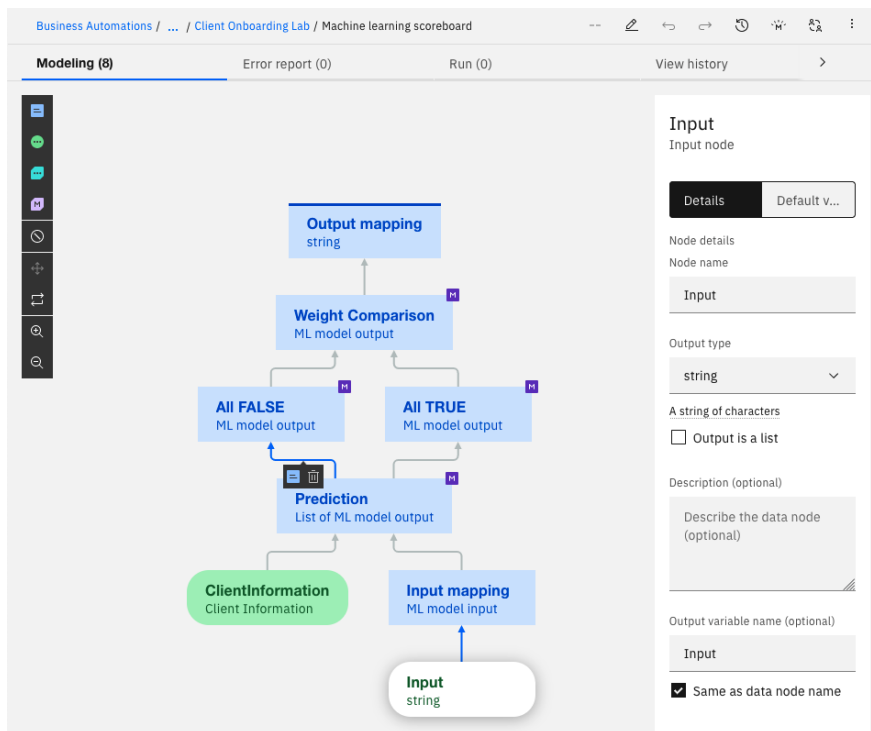 Business Automations / ... / Client Onboarding Lab / Machine learning scoreboard
--
M
Modeling (8)
Error report (0)
Run (0)
View history
M
Output mapping
string
M
Weight Comparison
ML model output
M
All FALSE
ML model output
M
All TRUE
ML model output
M
Prediction
List of ML model output
ClientInformation
Client Information
Input mapping
ML model input
Input
string
Input
Input node
Details
Default v...
Node details
Node name
Input
Output type
string
A string of characters
Output is a list
Description (optional)
Describe the data node
(optional)
Output variable name (optional)
Input
Same as data node name